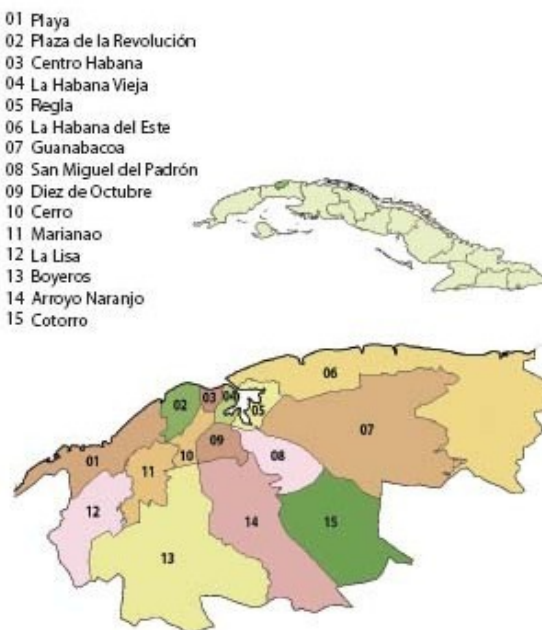 01 Playa
02 Plaza de la Revolución
03 Centro Habana
04 La Habana Vieja
05 Regla
06 La Habana del Este
07 Guanabacoa
08 San Miguel del Padrón
09 Diez de Octubre
10 Cerro
11 Marianao
12 La Lisa
13 Boyeros
14 Arroyo Naranjo
15 Cotorro
06
02
03
04
05
07
09
10
08
01
11
12
14
15
13